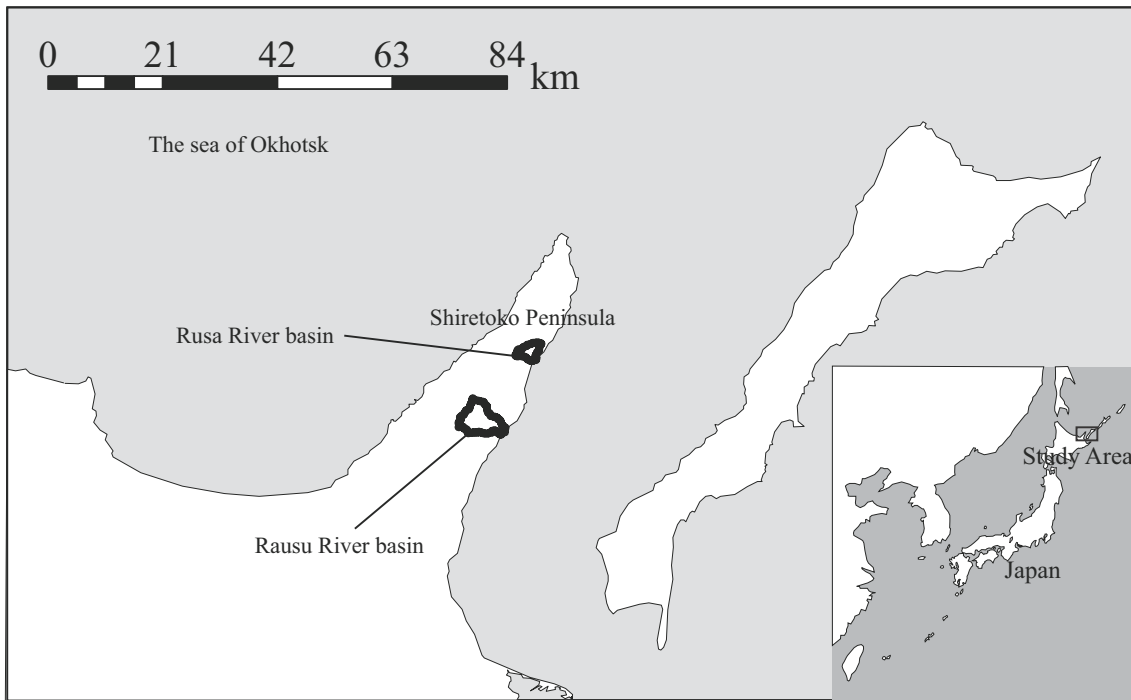 0 21 42 63 84
km
The sea of Okhotsk
Shiretoko Peninsula
Rusa River basin
Rausu River basin
Study Area
Japan